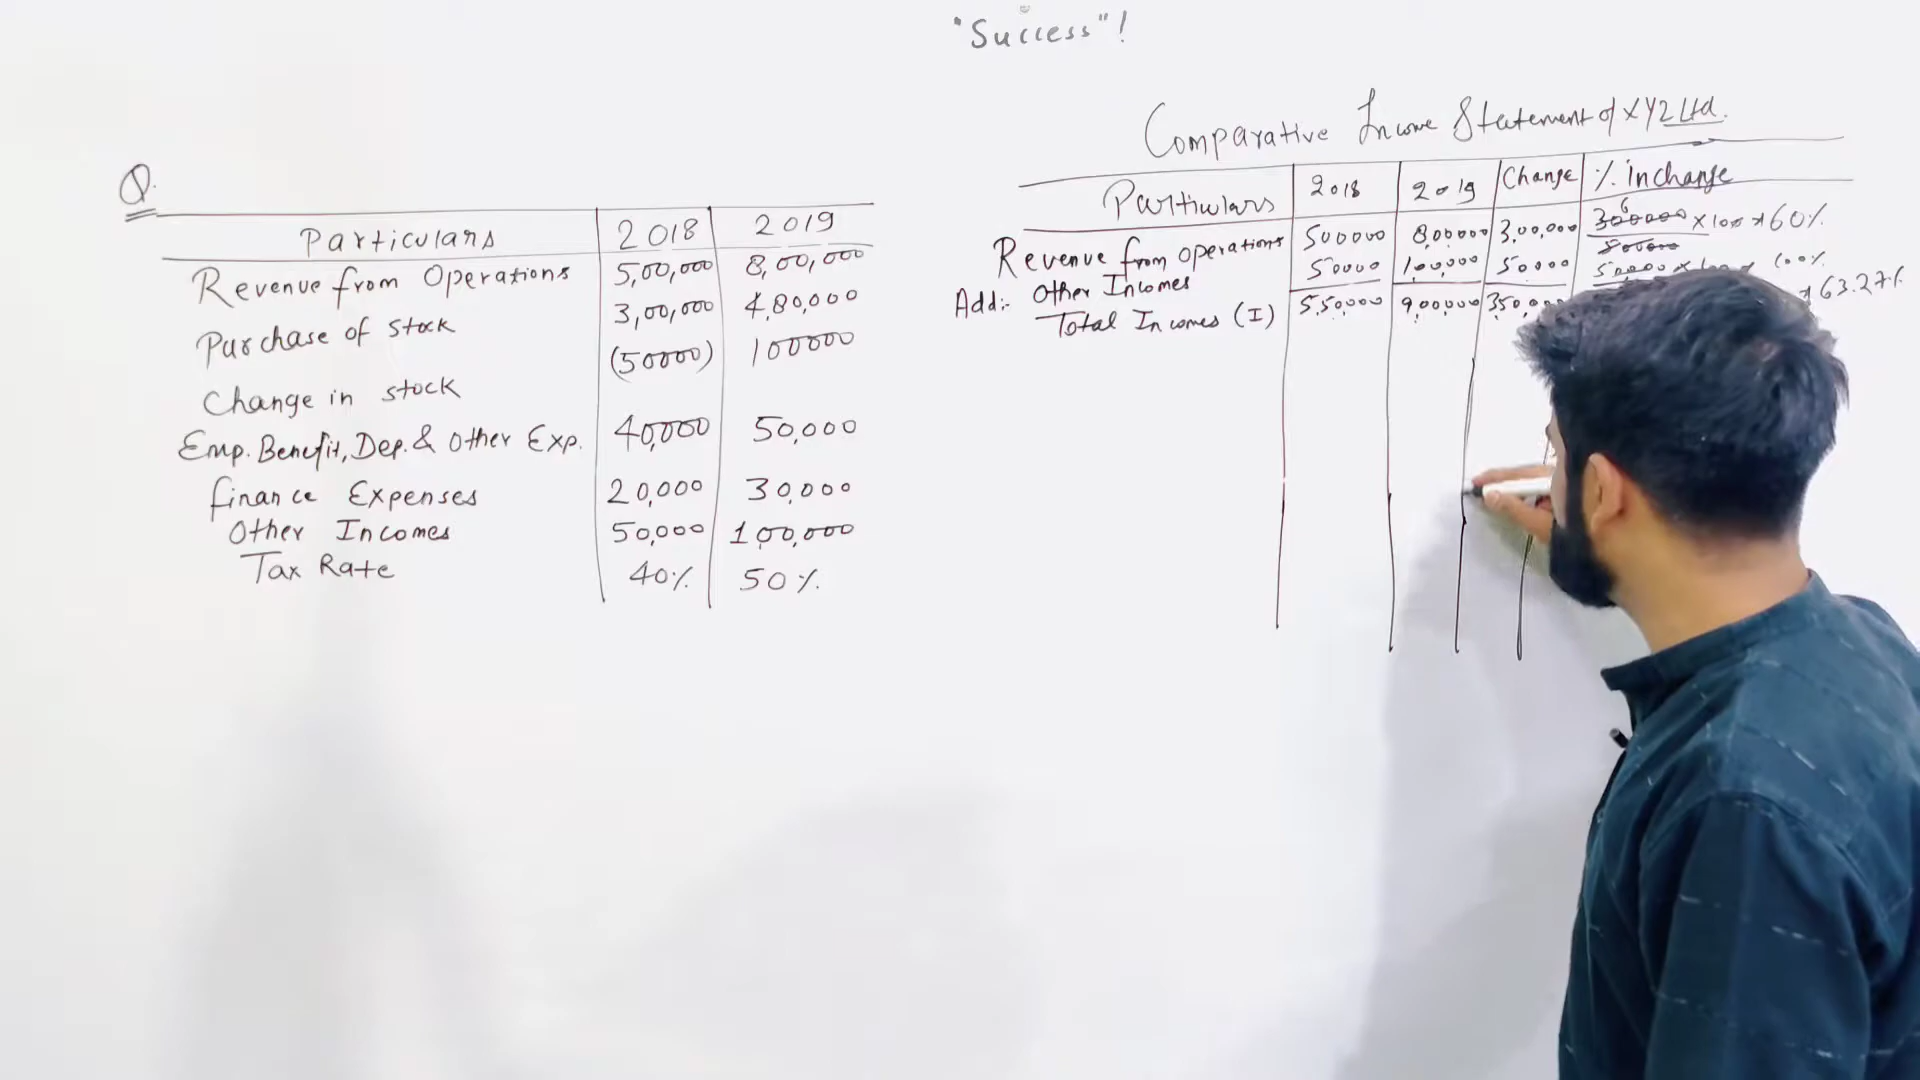 "Success"!
Q.
Particulars 2018 2019
Revenue from Operations 5,00,000 8,00,000
Purchase of stock 3,00,000 4,80,000
Change in stock (50000) 100000
Emp. Benefit, Dep. & Other Exp. 40,000 50,000
Finance Expenses 20,000 30,000
Other Incomes 50,000 100,000
Tax Rate 40% 50%
Comparative Income Statement of XYZ Ltd.
Particulars 2018 2019 Change % in change
Revenue from operations 500000 8,00,000 3,00,000 300000 6 x100 60%
500000
Add:- Other Incomes 50000 100,000 50000 50000 x 100%
Total Incomes (I) 5,50,000 9,00,000 63.27%